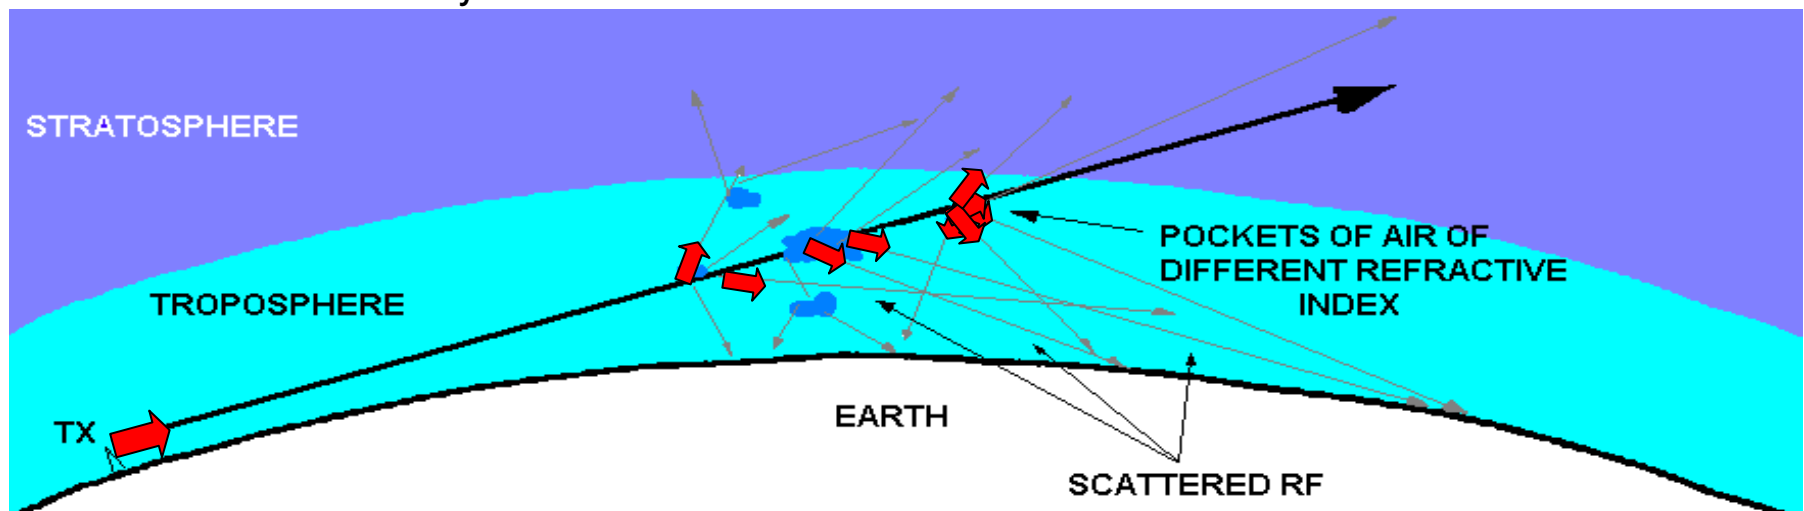 STRATOSPHERE
POCKETS OF AIR OF
DIFFERENT REFRACTIVE
INDEX
TROPOSPHERE
TX
EARTH
SCATTERED RF